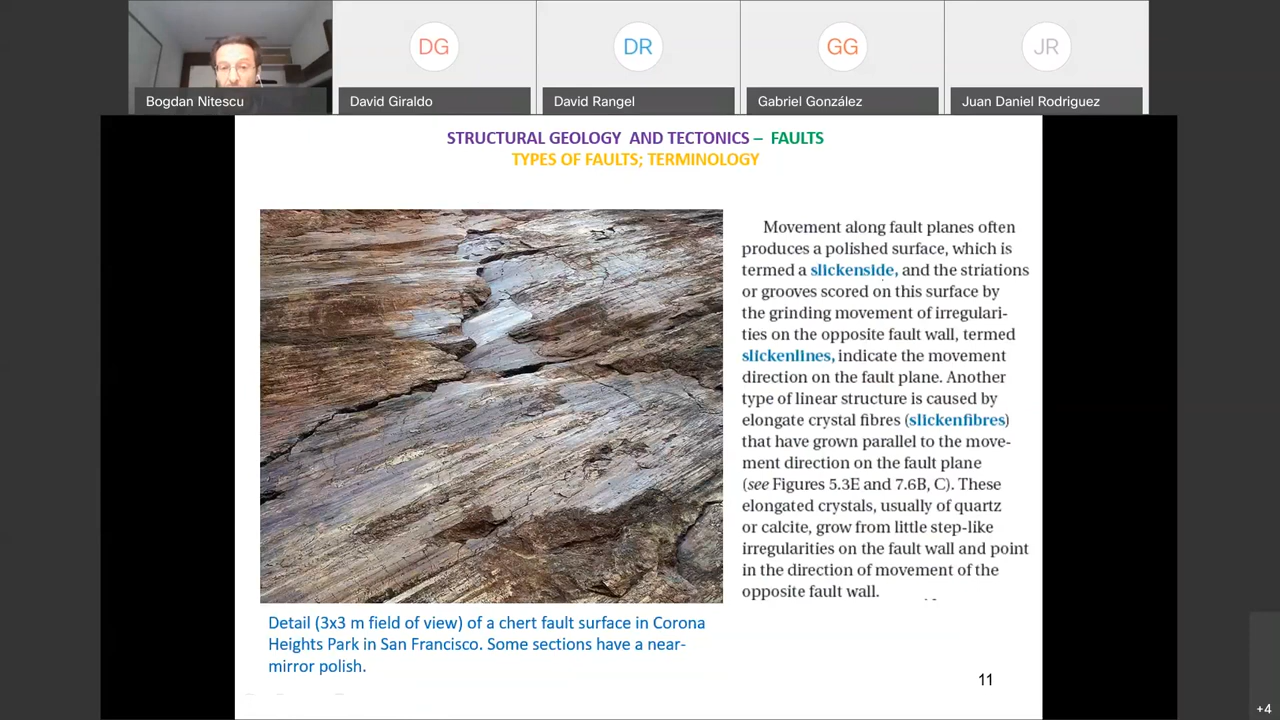 DG
DR
GG
JR
Bogdan Nitescu
David Giraldo
David Rangel
Gabriel González
Juan Daniel Rodriguez
STRUCTURAL GEOLOGY AND TECTONICS – FAULTS
TYPES OF FAULTS; TERMINOLOGY
Movement along fault planes often
produces a polished surface, which is
termed a slickenside, and the striations
or grooves scored on this surface by
the grinding movement of irregulari-
ties on the opposite fault wall, termed
slickenlines, indicate the movement
direction on the fault plane. Another
type of linear structure is caused by
elongate crystal fibres (slickenfibres)
that have grown parallel to the move-
ment direction on the fault plane
(see Figures 5.3E and 7.6B, C). These
elongated crystals, usually of quartz
or calcite, grow from little step-like
irregularities on the fault wall and point
in the direction of movement of the
opposite fault wall.
Detail (3x3 m field of view) of a chert fault surface in Corona
Heights Park in San Francisco. Some sections have a near-
mirror polish.
11
+4